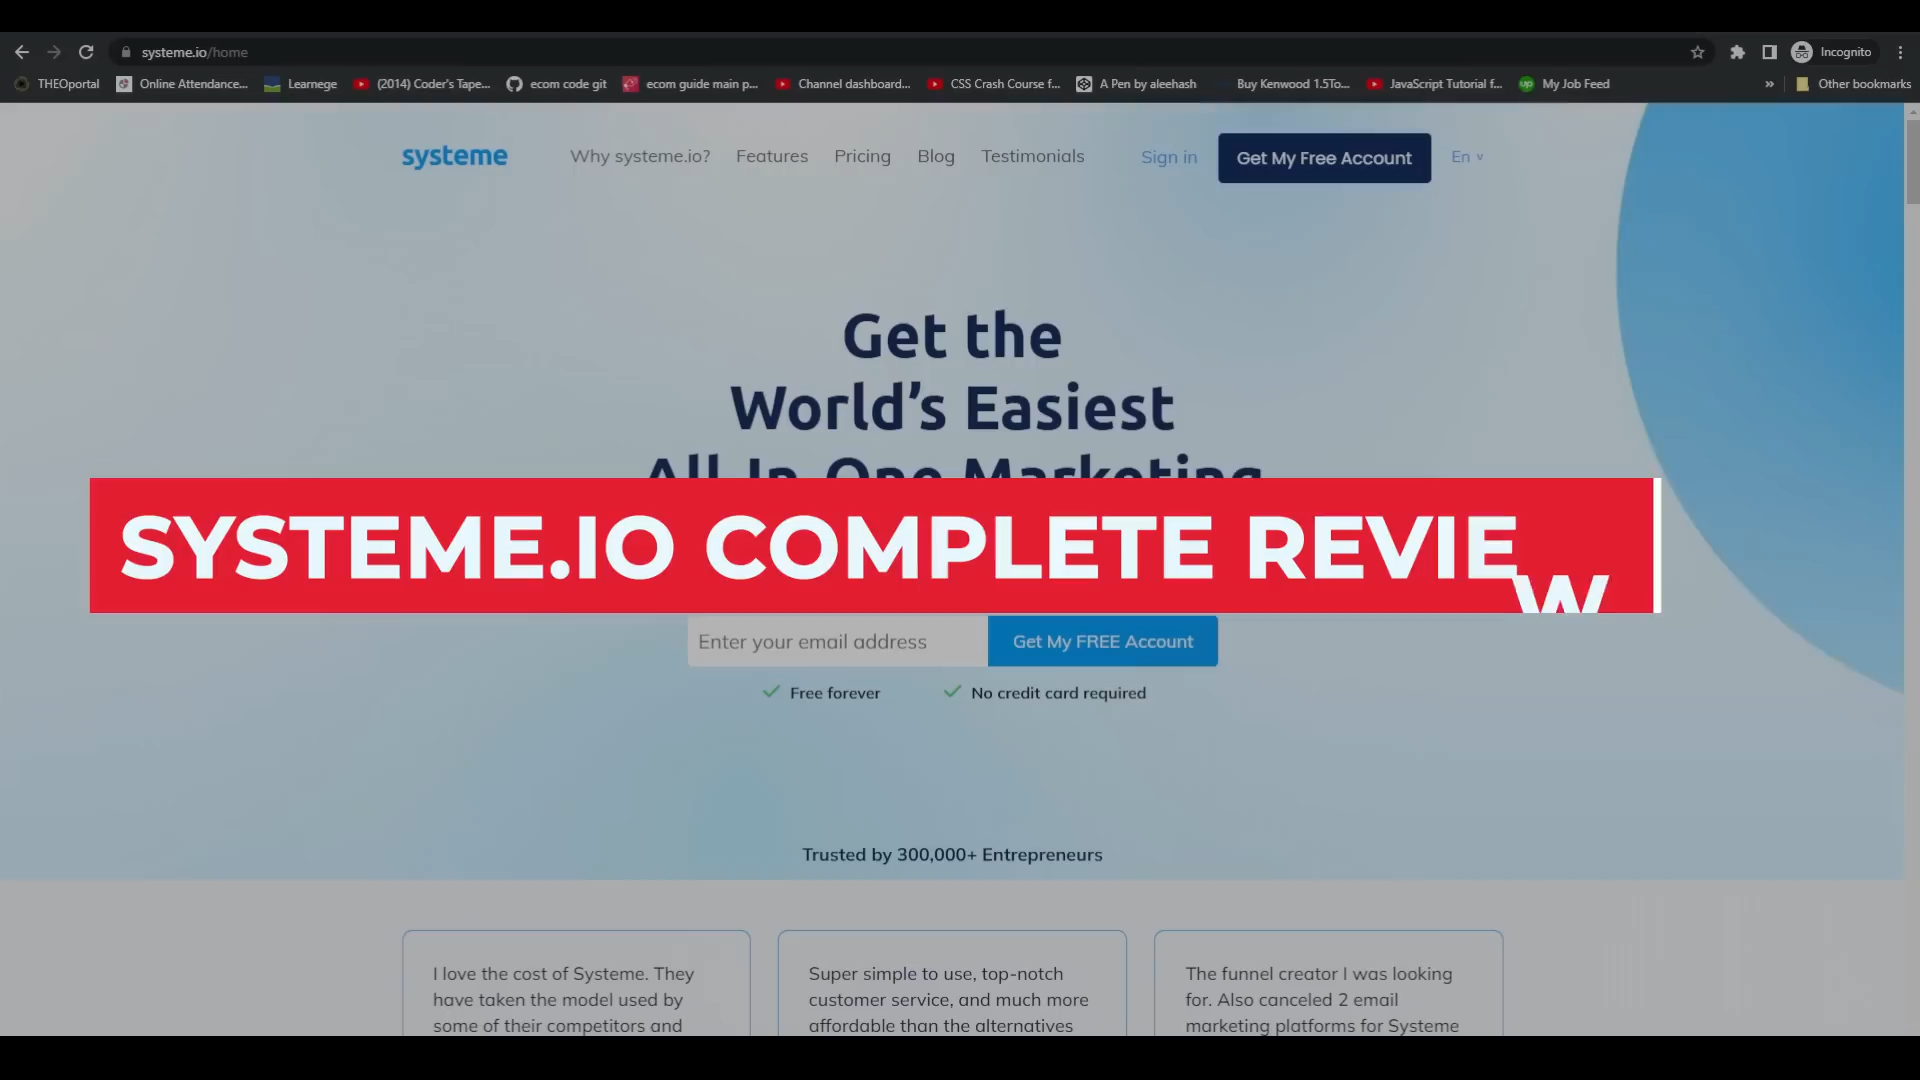 systeme.io/home
Incognito
THEOportal
Online Attendance...
Learnege
(2014) Coder's Tape...
ecom code git
ecom guide main p...
Channel dashboard...
CSS Crash Course f...
A Pen by aleehash
Buy Kenwood 1.5To...
JavaScript Tutorial f...
up
My Job Feed
»
Other bookmarks
systeme
Why systeme.io?
Features
Pricing
Blog
Testimonials
Sign in
Get My Free Account
En
Get the
World's Easiest
All-In-One Marketing
SYSTEME.IO COMPLETE REVIEW
Enter your email address
Get My FREE Account
Free forever
No credit card required
Trusted by 300,000+ Entrepreneurs
I love the cost of Systeme. They
have taken the model used by
some of their competitors and
Super simple to use, top-notch
customer service, and much more
affordable than the alternatives
The funnel creator I was looking
for. Also canceled 2 email
marketing platforms for Systeme